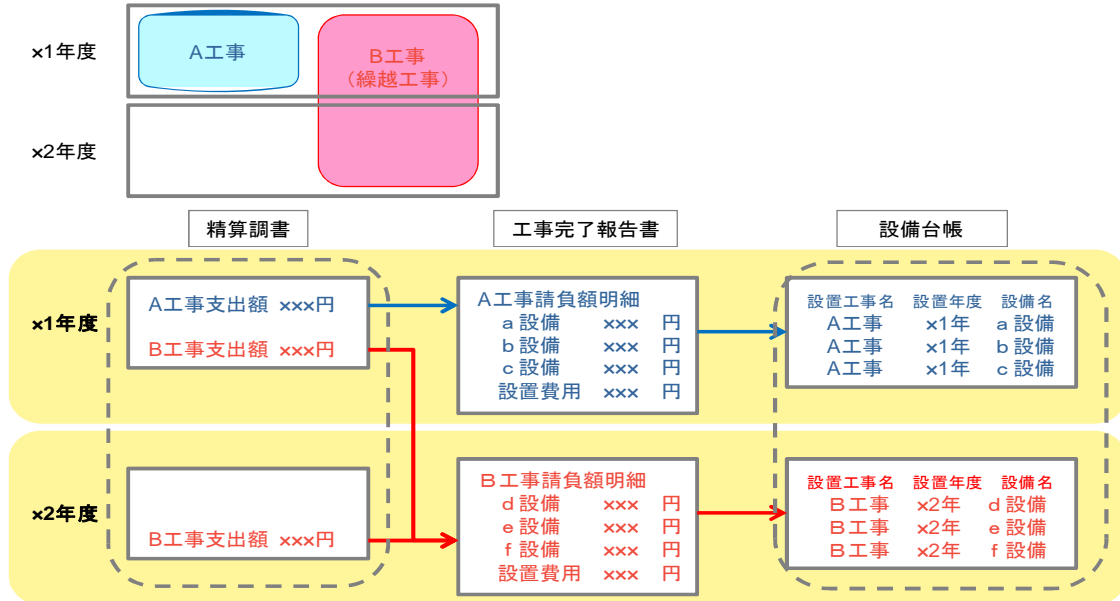 ×1年度
A工事
B工事
(繰越工事)
×2年度
精算調書
工事完了報告書
設備台帳
×1年度
A工事支出額 ×××円
B工事支出額 ×××円
A工事請負額明細
a設備 ××× 円
b設備 ××× 円
c設備 ××× 円
設置費用 ××× 円
設置工事名 設置年度 設備名
A工事 ×1年 a設備
A工事 ×1年 b設備
A工事 ×1年 c設備
×2年度
B工事支出額 ×××円
B工事請負額明細
d設備 ××× 円
e設備 ××× 円
f設備 ××× 円
設置費用 ××× 円
設置工事名 設置年度 設備名
B工事 ×2年 d設備
B工事 ×2年 e設備
B工事 ×2年 f設備